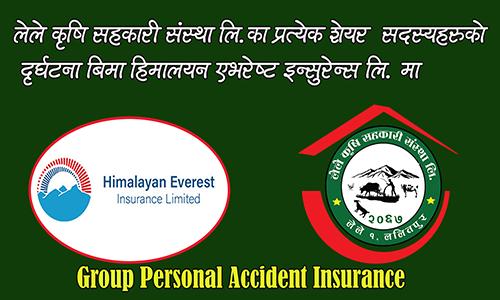 लेले कृषि सहकारी संस्था लि. का प्रत्येक शेयर सदस्यहरुको
दुर्घटना बिमा हिमालयन एभरेष्ट इन्सुरेन्स लि. मा
Himalayan Everest
Insurance Limited
लेले कृषि सहकारी संस्था लि.
२०६७
लेले १, ललितपुर
Group Personal Accident Insurance